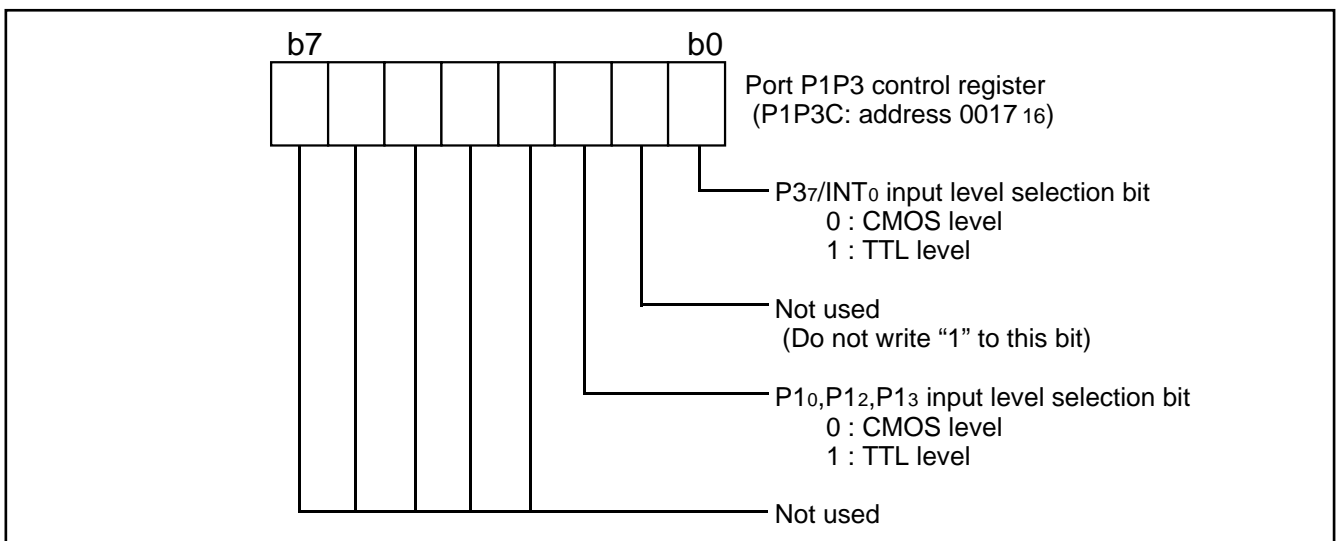 b7 b0
Port P1P3 control register
(P1P3C: address 0017 16)
P37/INT0 input level selection bit
0 : CMOS level
1 : TTL level
Not used
(Do not write “1” to this bit)
P10,P12,P13 input level selection bit
0 : CMOS level
1 : TTL level
Not used